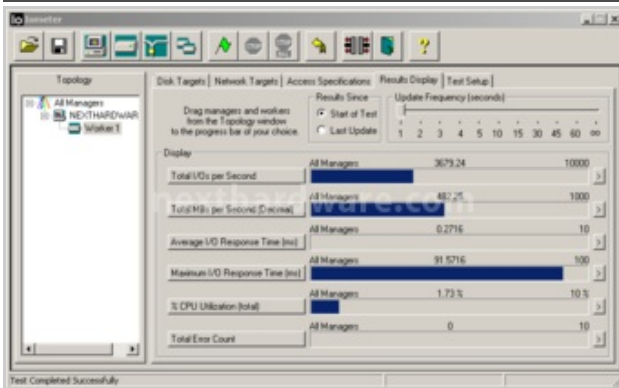 Iometer
Topology
All Managers
NEXTHARDWAR
Worker 1
Disk Targets
Network Targets
Access Specifications
Results Display
Test Setup
Drag managers and workers
from the Topology window
to the progress bar of your choice.
Results Since
Start of Test
Last Update
Update Frequency (seconds)
1 2 3 4 5 10 15 30 45 60 ∞
Display
All Managers 3679.24 10000
Total I/Os per Second
All Managers 482.25 1000
Total MBs per Second (Decimal)
All Managers 0.2716 10
Average I/O Response Time (ms)
All Managers 91.5716 100
Maximum I/O Response Time (ms)
All Managers 1.73 % 10 %
% CPU Utilization (total)
All Managers 0 10
Total Error Count
nexthardware.com
Test Completed Successfully